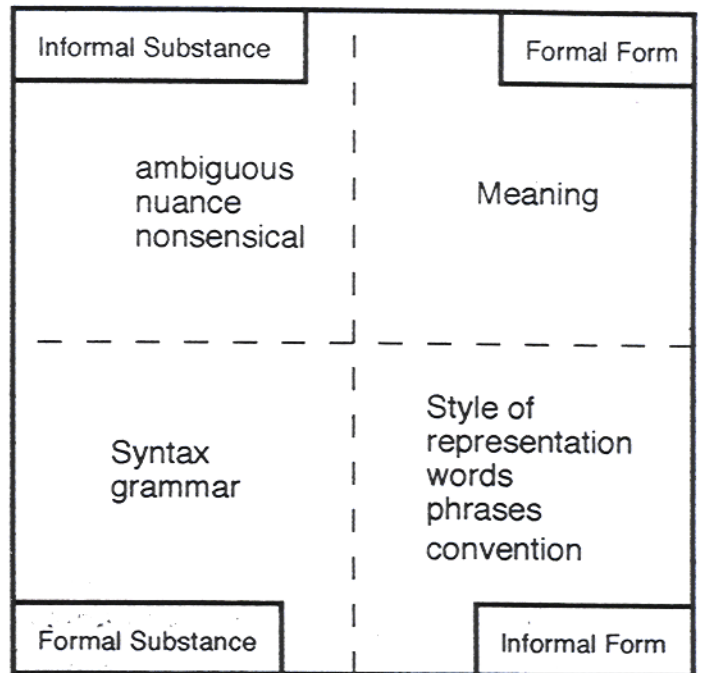 Informal Substance
Formal Form
ambiguous
nuance
nonsensical
Meaning
Syntax
grammar
Style of
representation
words
phrases
convention
Formal Substance
Informal Form